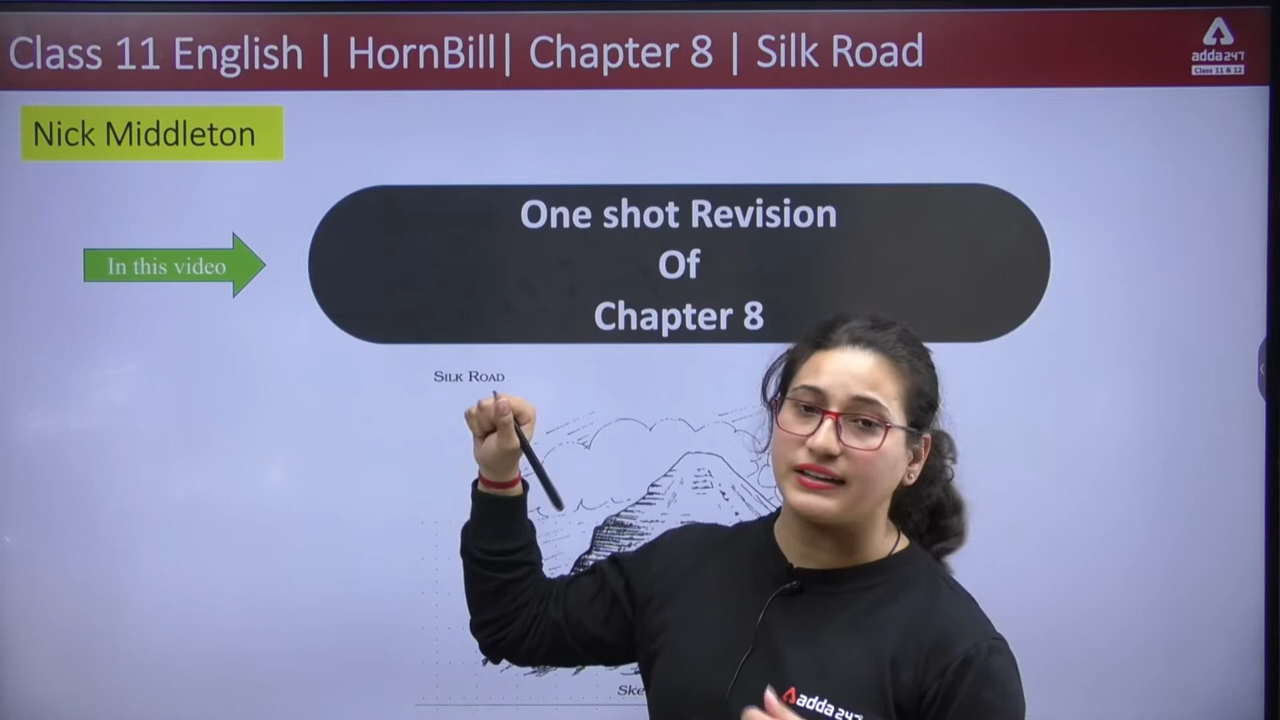 Class 11 English | HornBill| Chapter 8 | Silk Road
adda247
Class 11 & 12
Nick Middleton
In this video
One shot Revision
Of
Chapter 8
SILK ROAD
Ske
adda247